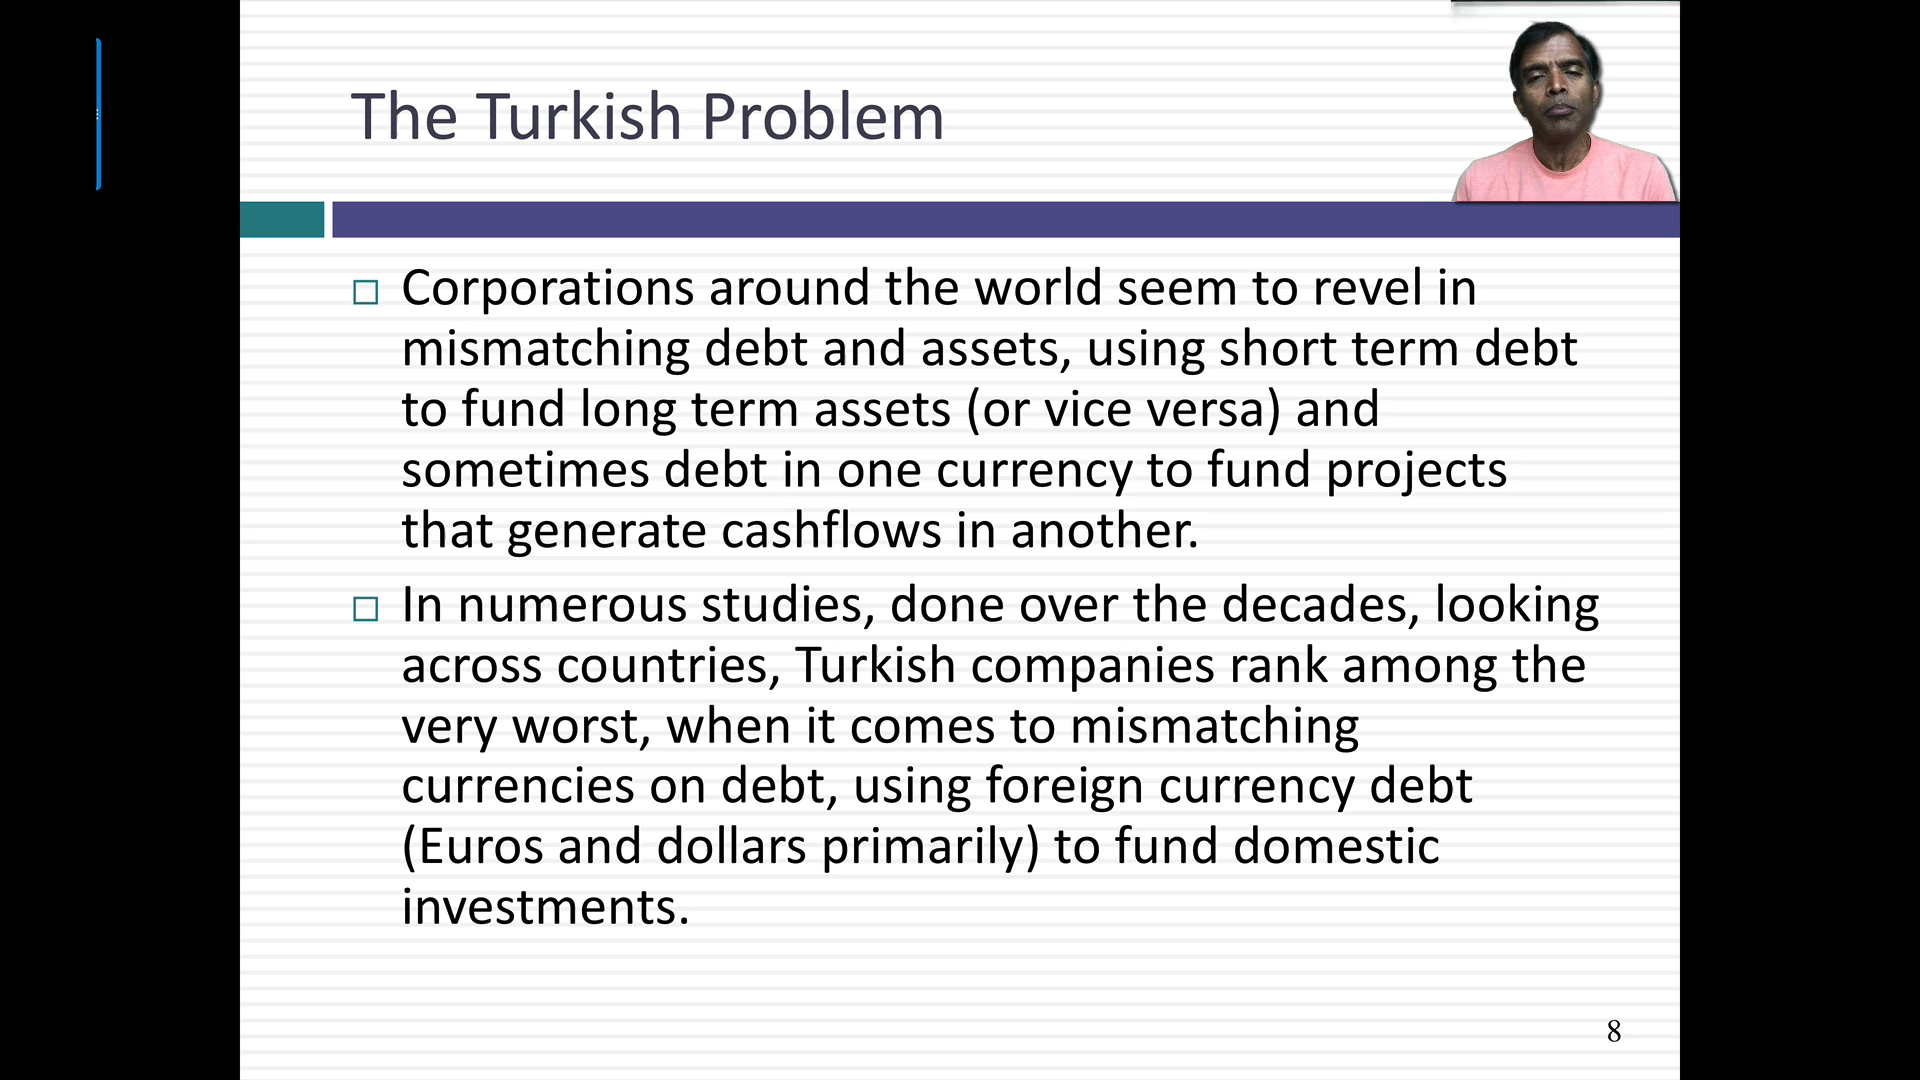 The Turkish Problem
Corporations around the world seem to revel in
mismatching debt and assets, using short term debt
to fund long term assets (or vice versa) and
sometimes debt in one currency to fund projects
that generate cashflows in another.
In numerous studies, done over the decades, looking
across countries, Turkish companies rank among the
very worst, when it comes to mismatching
currencies on debt, using foreign currency debt
(Euros and dollars primarily) to fund domestic
investments.
8